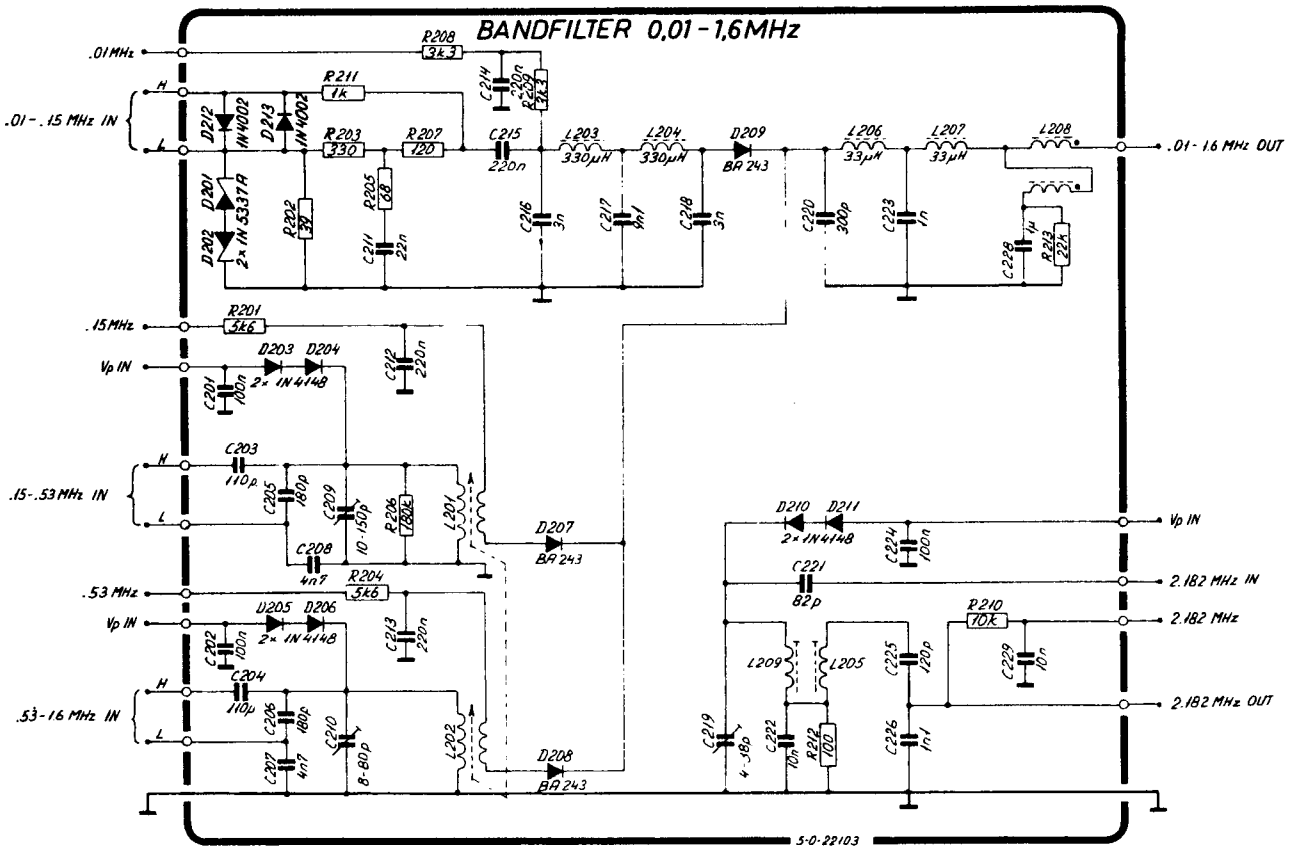 BANDFILTER 0,01-1,6MHz
.01MHz
R208
3k3
C214
220n
R209
3k3
H
R211
1k
.01-.15 MHz IN
D212
1N4002
D213
1N4002
L
R203
330
R207
120
C215
220n
L203
330µH
L204
330µH
D209
BA 243
L206
33µH
L207
33µH
L208
.01-1.6 MHz OUT
D201
D202
2x 1N 5337A
R202
39
R205
68
C211
22n
C216
3n
C217
9n1
C218
3n
C220
300p
C223
1n
C228
1µ
R213
22k
.15MHz
R201
5k6
C212
220n
Vp IN
D203
D204
2x 1N 4148
C201
100n
H
C203
110p
.15-.53 MHz IN
C205
180p
C209
10-150p
R206
180k
L201
L
C208
4n7
D207
BA 243
D210
D211
2x 1N 4148
C224
100n
Vp IN
.53 MHz
R204
5k6
C221
82p
2.182 MHz IN
Vp IN
D205
D206
2x 1N 4148
C202
100n
C213
220n
R210
10k
2.182 MHz
C229
10n
L209
L205
C225
120p
H
C204
110p
.53-1.6 MHz IN
C206
180p
C210
8-80p
L202
L
C207
4n7
D208
BA 243
C219
4-38p
C222
10n
R212
100
C226
1n1
2.182 MHz OUT
5-0-22103